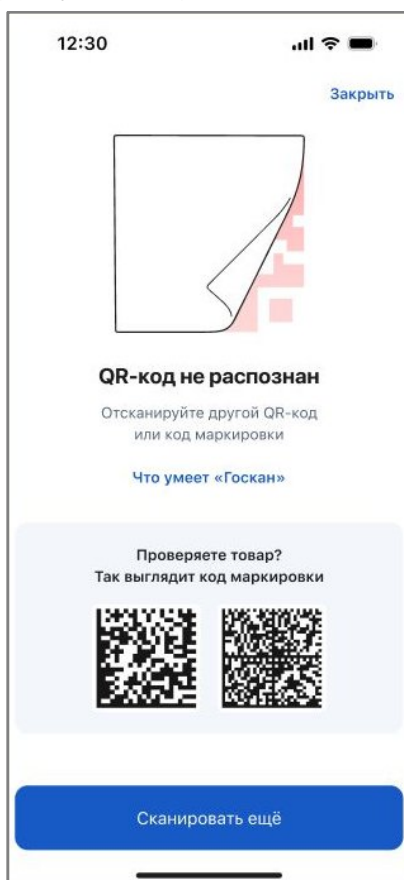 12:30
Закрыть
QR-код не распознан
Отсканируйте другой QR-код
или код маркировки
Что умеет «Госкан»
Проверяете товар?
Так выглядит код маркировки
Сканировать ещё